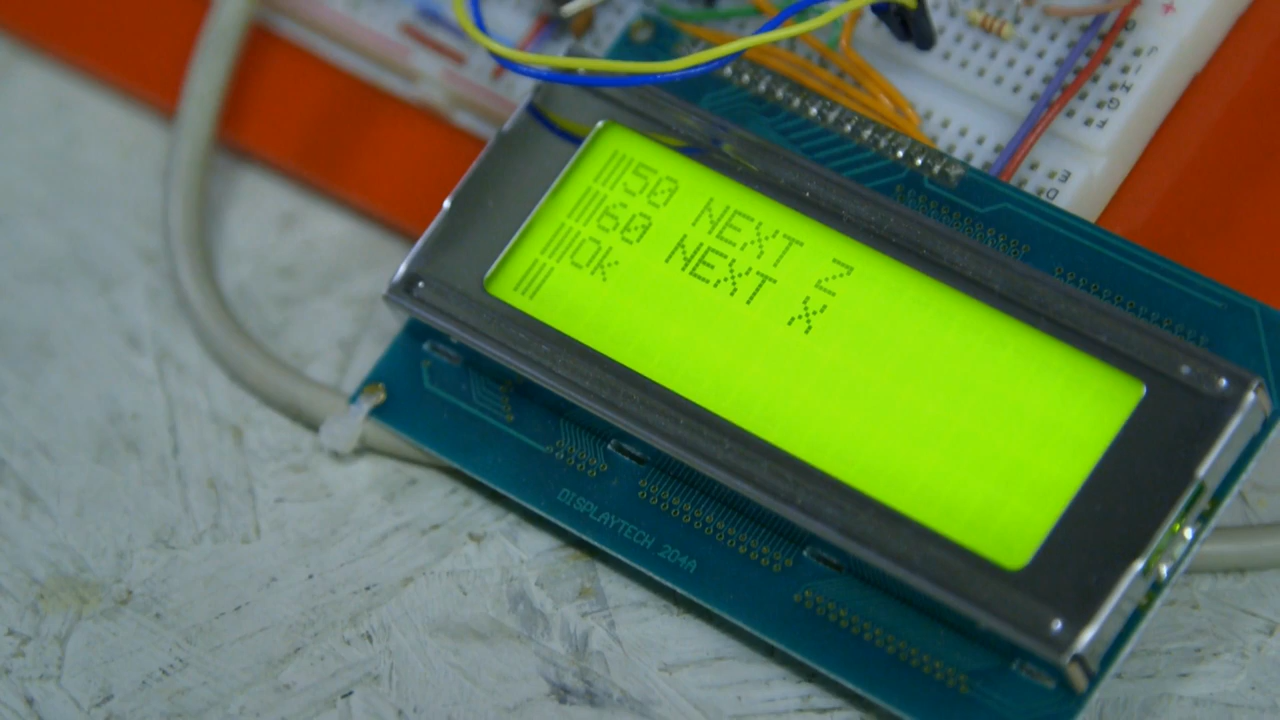 |||50 NEXT Z
|||60 NEXT X
|||Ok
|||
DISPLAYTECH 204A
+
J
I
H
G
F
E
D